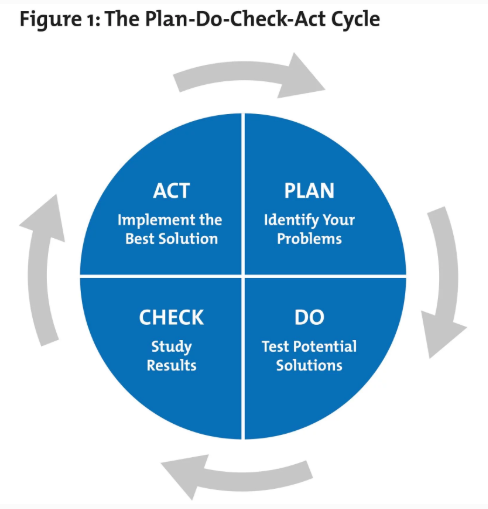 Figure 1: The Plan-Do-Check-Act Cycle
ACT
Implement the
Best Solution
PLAN
Identify Your
Problems
CHECK
Study
Results
DO
Test Potential
Solutions